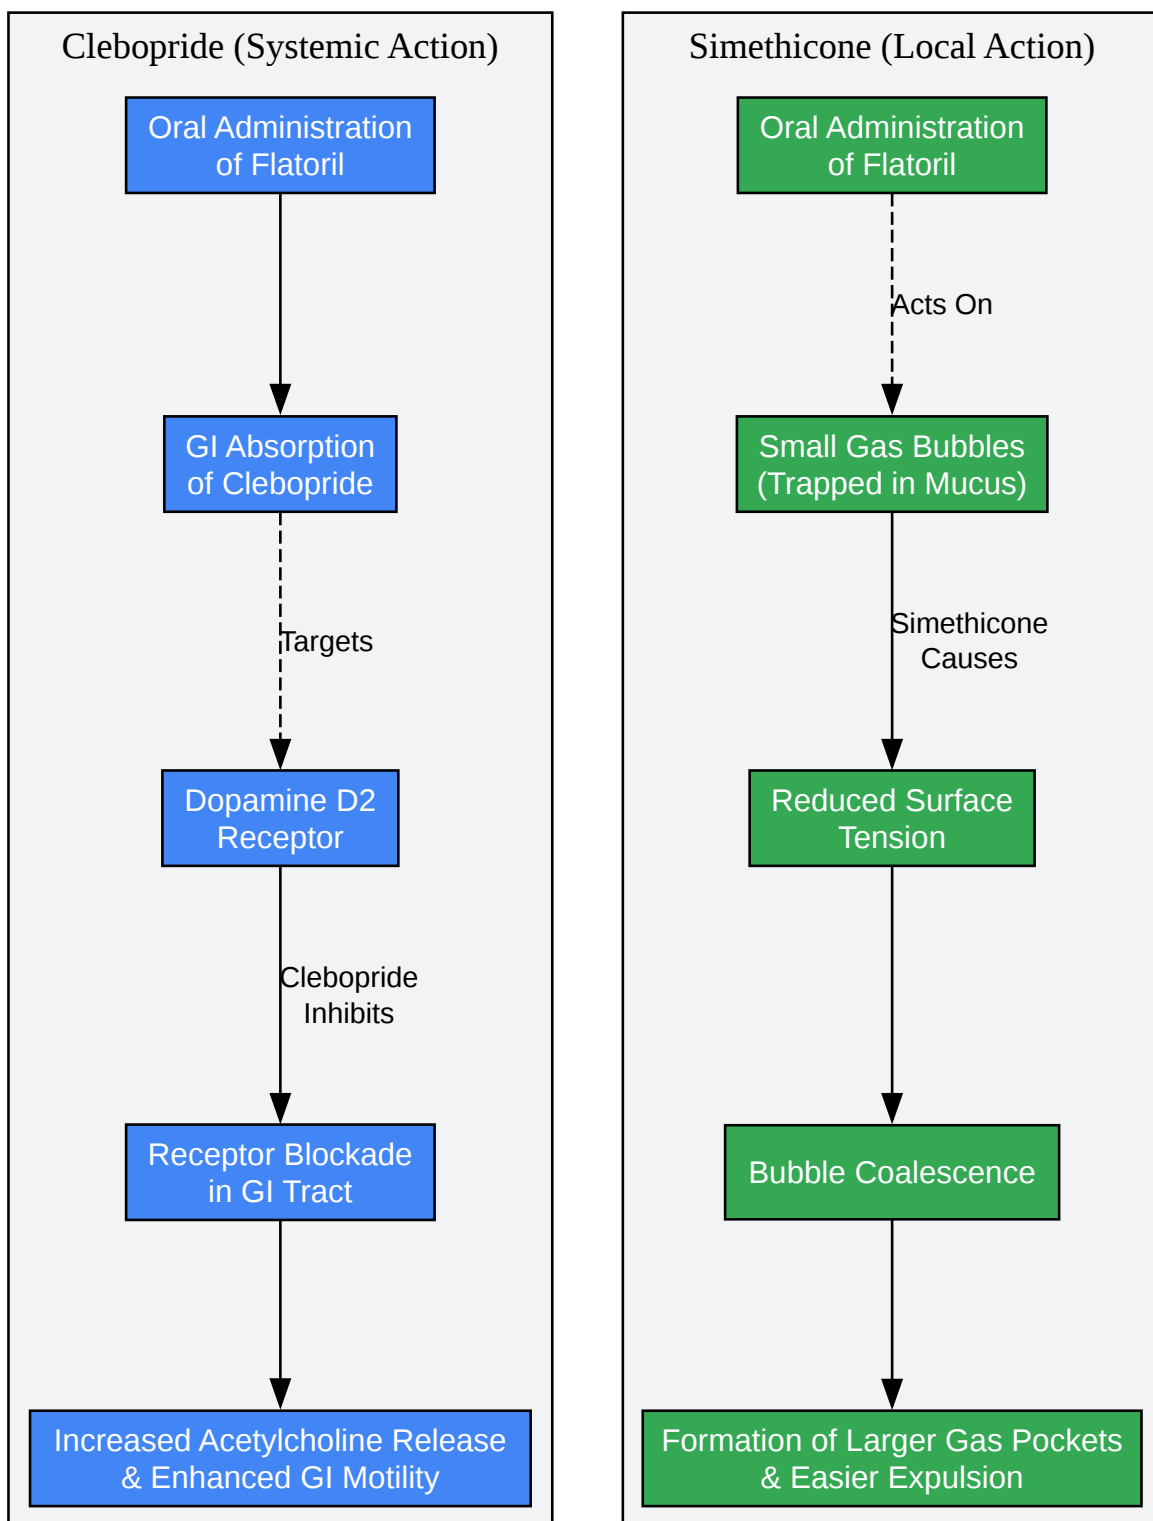 Clebopride (Systemic Action)
Oral Administration
of Flatoril
GI Absorption
of Clebopride
Targets
Dopamine D2
Receptor
Clebopride
Inhibits
Receptor Blockade
in GI Tract
Increased Acetylcholine Release
& Enhanced GI Motility
Simethicone (Local Action)
Oral Administration
of Flatoril
Acts On
Small Gas Bubbles
(Trapped in Mucus)
Simethicone
Causes
Reduced Surface
Tension
Bubble Coalescence
Formation of Larger Gas Pockets
& Easier Expulsion